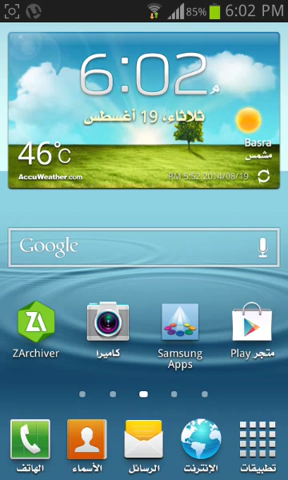 85% 6:02 PM
6:02 م
ثلاثاء، 19 أغسطس
Basra
46°C مشمس
AccuWeather.com 2014/08/19 5:52 م
Google
ZArchiver كاميرا Samsung Apps متجر Play
الهاتف الأسماء الرسائل الإنترنت تطبيقات